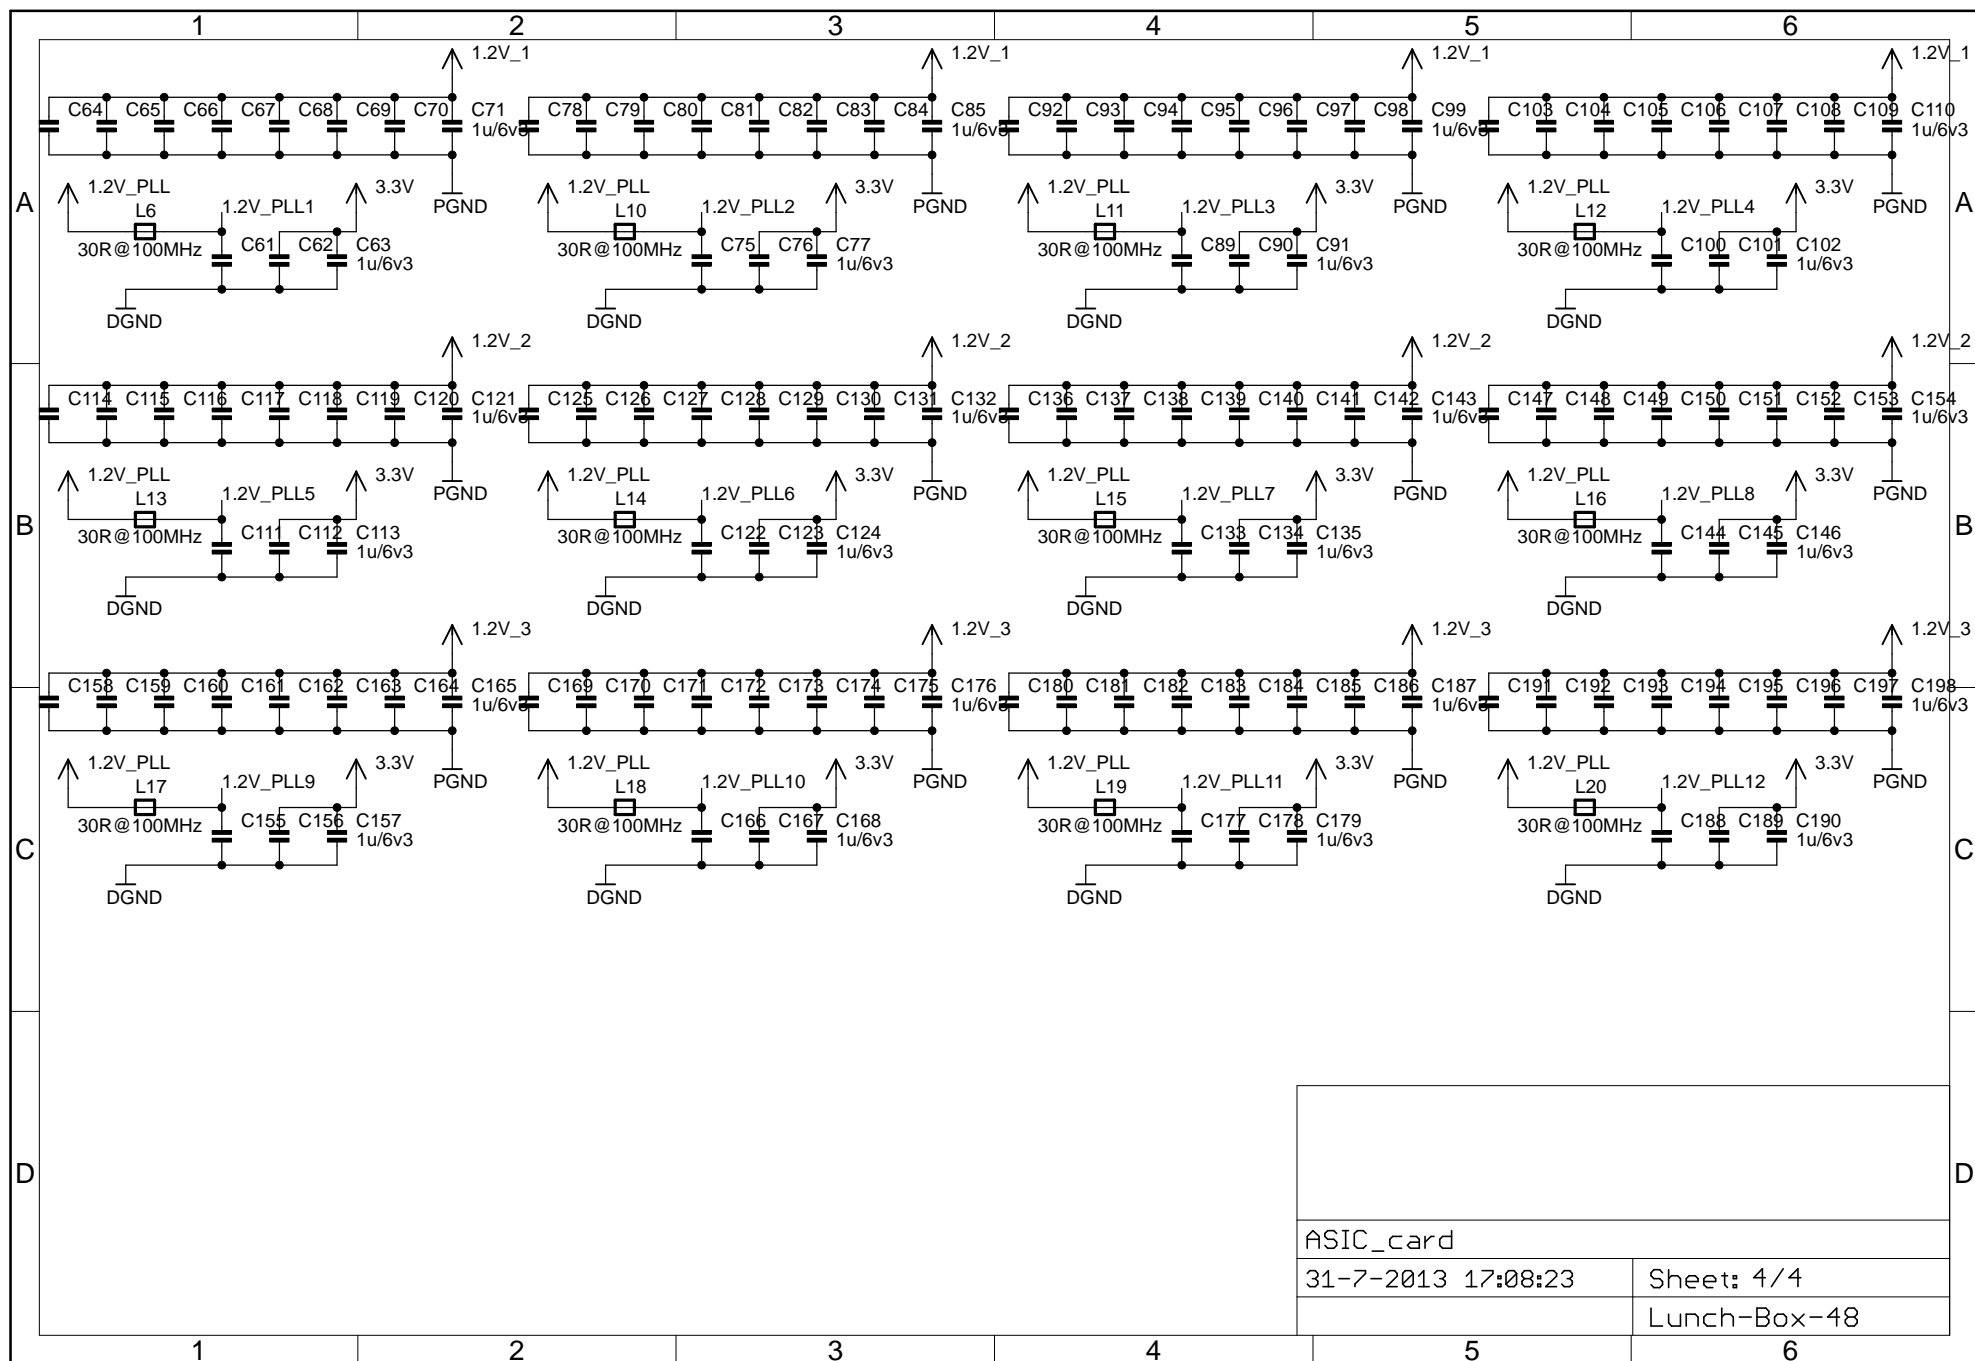 1 2 3 4 5 6
1.2V_1 1.2V_1 1.2V_1 1.2V_1
C64 C65 C66 C67 C68 C69 C70 C71 C78 C79 C80 C81 C82 C83 C84 C85 C92 C93 C94 C95 C96 C97 C98 C99 C103 C104 C105 C106 C107 C108 C109 C110
1u/6v3 1u/6v3 1u/6v3 1u/6v3
1.2V_PLL 3.3V 1.2V_PLL 3.3V 1.2V_PLL 3.3V 1.2V_PLL 3.3V
A L6 1.2V_PLL1 PGND L10 1.2V_PLL2 PGND L11 1.2V_PLL3 PGND L12 1.2V_PLL4 PGND A
30R@100MHz C61 C62 C63 30R@100MHz C75 C76 C77 30R@100MHz C89 C90 C91 30R@100MHz C100 C101 C102
1u/6v3 1u/6v3 1u/6v3 1u/6v3
DGND DGND DGND DGND
1.2V_2 1.2V_2 1.2V_2 1.2V_2
C114 C115 C116 C117 C118 C119 C120 C121 C125 C126 C127 C128 C129 C130 C131 C132 C136 C137 C138 C139 C140 C141 C142 C143 C147 C148 C149 C150 C151 C152 C153 C154
1u/6v3 1u/6v3 1u/6v3 1u/6v3
1.2V_PLL 3.3V 1.2V_PLL 3.3V 1.2V_PLL 3.3V 1.2V_PLL 3.3V
L13 1.2V_PLL5 PGND L14 1.2V_PLL6 PGND L15 1.2V_PLL7 PGND L16 1.2V_PLL8 PGND
B 30R@100MHz C111 C112 C113 30R@100MHz C122 C123 C124 30R@100MHz C133 C134 C135 30R@100MHz C144 C145 C146 B
1u/6v3 1u/6v3 1u/6v3 1u/6v3
DGND DGND DGND DGND
1.2V_3 1.2V_3 1.2V_3 1.2V_3
C158 C159 C160 C161 C162 C163 C164 C165 C169 C170 C171 C172 C173 C174 C175 C176 C180 C181 C182 C183 C184 C185 C186 C187 C191 C192 C193 C194 C195 C196 C197 C198
1u/6v3 1u/6v3 1u/6v3 1u/6v3
1.2V_PLL 3.3V 1.2V_PLL 3.3V 1.2V_PLL 3.3V 1.2V_PLL 3.3V
L17 1.2V_PLL9 PGND L18 1.2V_PLL10 PGND L19 1.2V_PLL11 PGND L20 1.2V_PLL12 PGND
30R@100MHz C155 C156 C157 30R@100MHz C166 C167 C168 30R@100MHz C177 C178 C179 30R@100MHz C188 C189 C190
C 1u/6v3 1u/6v3 1u/6v3 1u/6v3 C
DGND DGND DGND DGND
D D
ASIC_card
31-7-2013 17:08:23 Sheet: 4/4
Lunch-Box-48
1 2 3 4 5 6